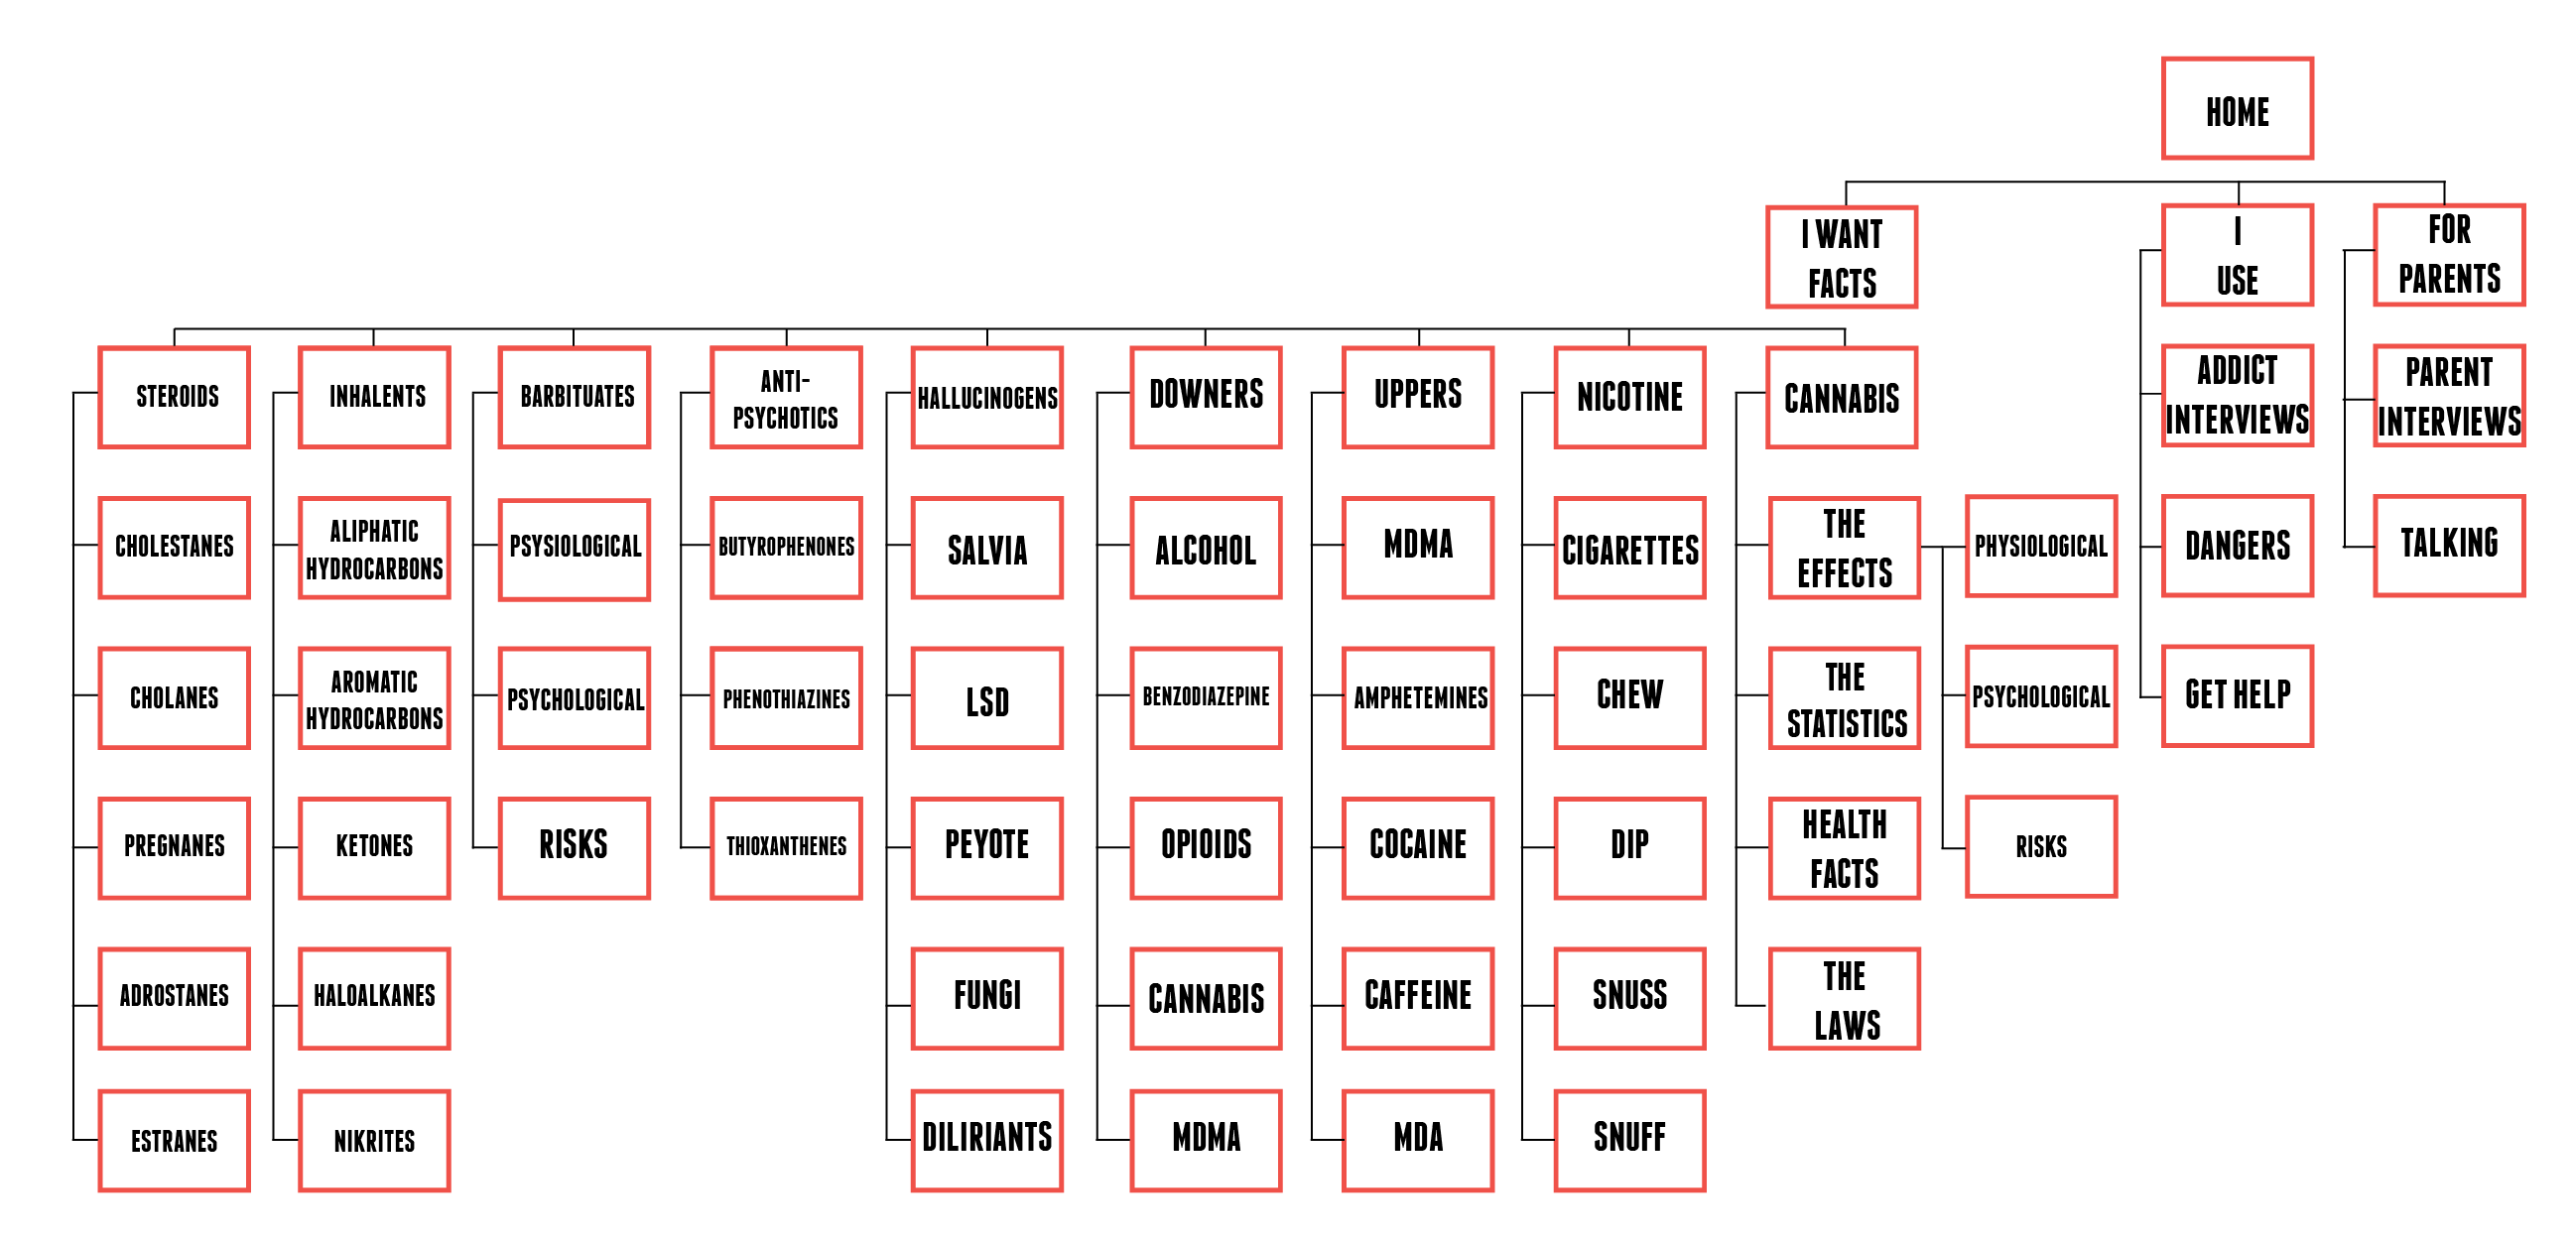 HOME
I WANT
FACTS
I
USE
FOR
PARENTS
STEROIDS
INHALENTS
BARBITUATES
ANTI-
PSYCHOTICS
HALLUCINOGENS
DOWNERS
UPPERS
NICOTINE
CANNABIS
ADDICT
INTERVIEWS
PARENT
INTERVIEWS
CHOLESTANES
ALIPHATIC
HYDROCARBONS
PSYSIOLOGICAL
BUTYROPHENONES
SALVIA
ALCOHOL
MDMA
CIGARETTES
THE
EFFECTS
PHYSIOLOGICAL
DANGERS
TALKING
CHOLANES
AROMATIC
HYDROCARBONS
PSYCHOLOGICAL
PHENOTHIAZINES
LSD
BENZODIAZEPINE
AMPHETEMINES
CHEW
THE
STATISTICS
PSYCHOLOGICAL
GET HELP
PREGNANES
KETONES
RISKS
THIOXANTHENES
PEYOTE
OPIOIDS
COCAINE
DIP
HEALTH
FACTS
RISKS
ADROSTANES
HALOALKANES
FUNGI
CANNABIS
CAFFEINE
SNUSS
THE
LAWS
ESTRANES
NIKRITES
DILIRIANTS
MDMA
MDA
SNUFF